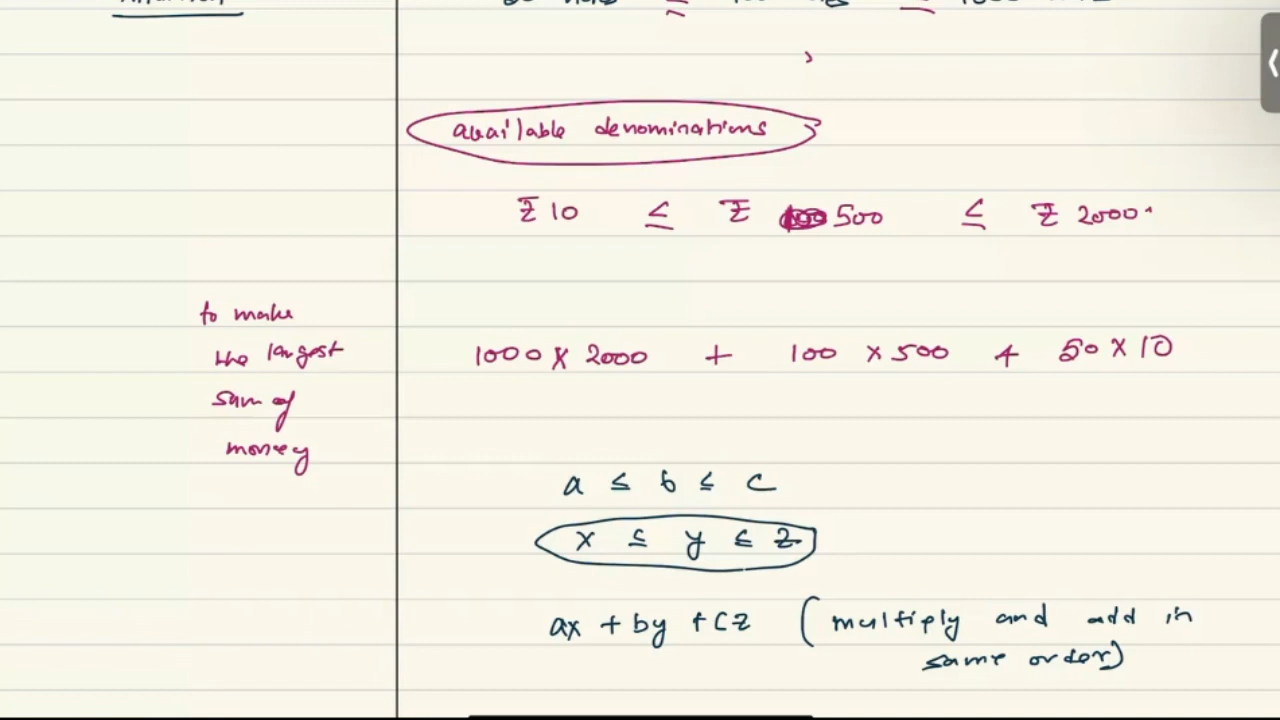 available denominations
₹ 10 ≤ ₹ 500 ≤ ₹ 2000
to make
the largest
sum of
money
1000 X 2000 + 100 X 500 + 50 X 10
a ≤ b ≤ c
x ≤ y ≤ z
ax + by + cz (multiply and add in
same order)